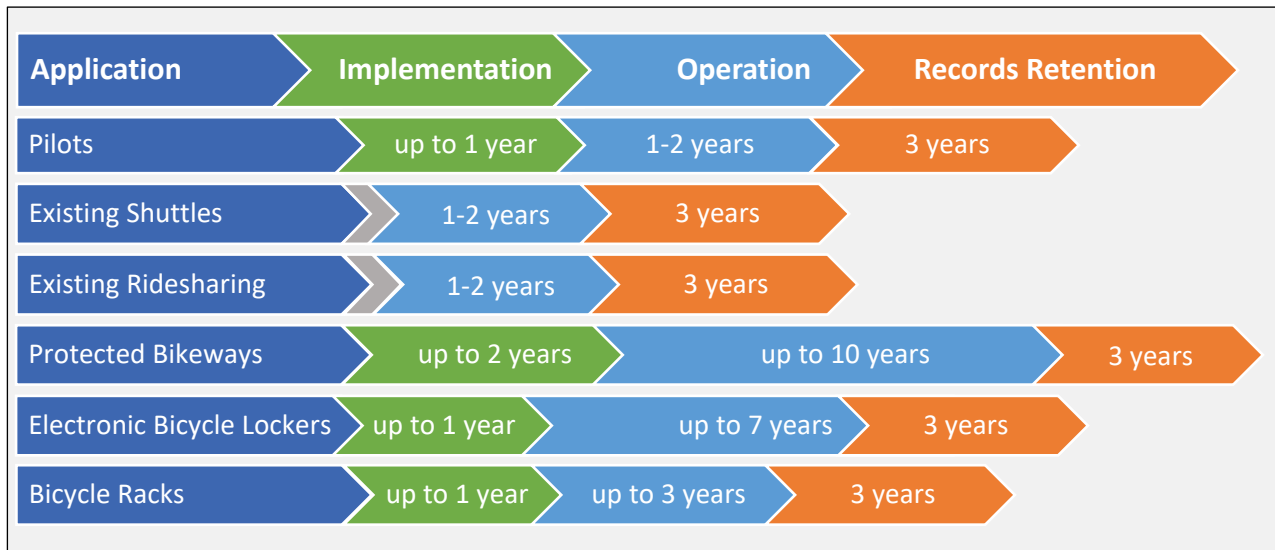 Application Implementation Operation Records Retention
Pilots up to 1 year 1-2 years 3 years
Existing Shuttles 1-2 years 3 years
Existing Ridesharing 1-2 years 3 years
Protected Bikeways up to 2 years up to 10 years 3 years
Electronic Bicycle Lockers up to 1 year up to 7 years 3 years
Bicycle Racks up to 1 year up to 3 years 3 years